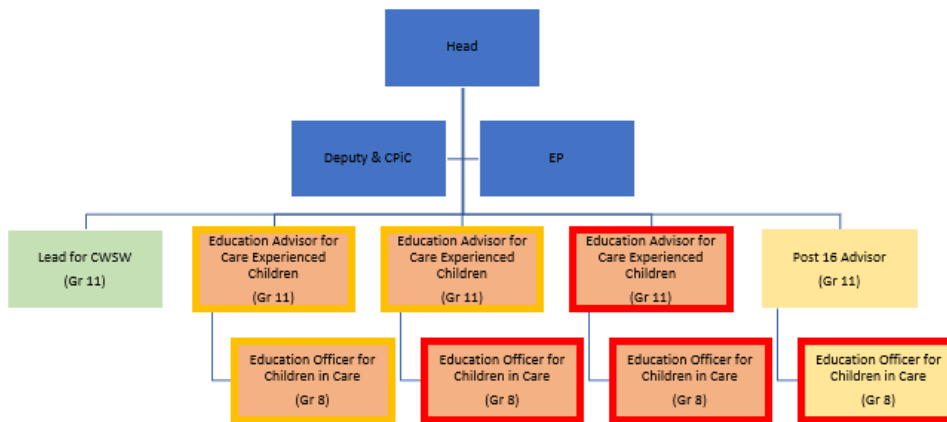 Head
Deputy & CPiC
EP
Lead for CWSW
(Gr 11)
Education Advisor for
Care Experienced
Children
(Gr 11)
Education Advisor for
Care Experienced
Children
(Gr 11)
Education Advisor for
Care Experienced
Children
(Gr 11)
Post 16 Advisor
(Gr 11)
Education Officer for
Children in Care
(Gr 8)
Education Officer for
Children in Care
(Gr 8)
Education Officer for
Children in Care
(Gr 8)
Education Officer for
Children in Care
(Gr 8)